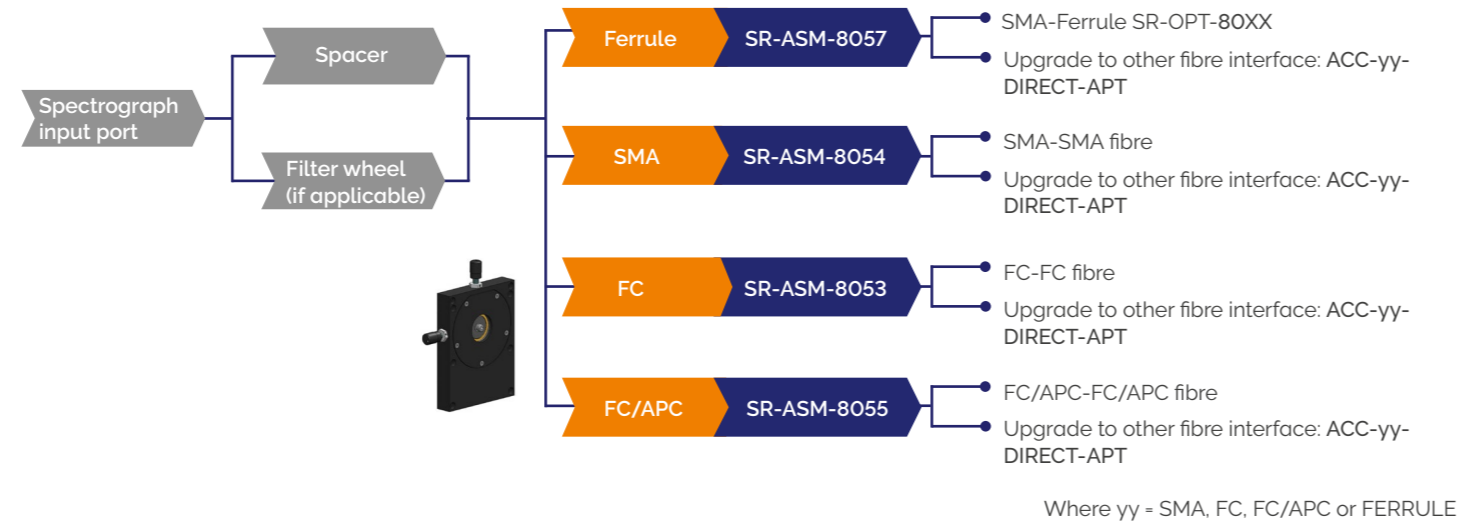 Spectrograph
input port
Spacer
Filter wheel
(if applicable)
Ferrule
SR-ASM-8057
SMA-Ferrule SR-OPT-80XX
Upgrade to other fibre interface: ACC-yy-
DIRECT-APT
SMA
SR-ASM-8054
SMA-SMA fibre
Upgrade to other fibre interface: ACC-yy-
DIRECT-APT
FC
SR-ASM-8053
FC-FC fibre
Upgrade to other fibre interface: ACC-yy-
DIRECT-APT
FC/APC
SR-ASM-8055
FC/APC-FC/APC fibre
Upgrade to other fibre interface: ACC-yy-
DIRECT-APT
Where yy = SMA, FC, FC/APC or FERRULE